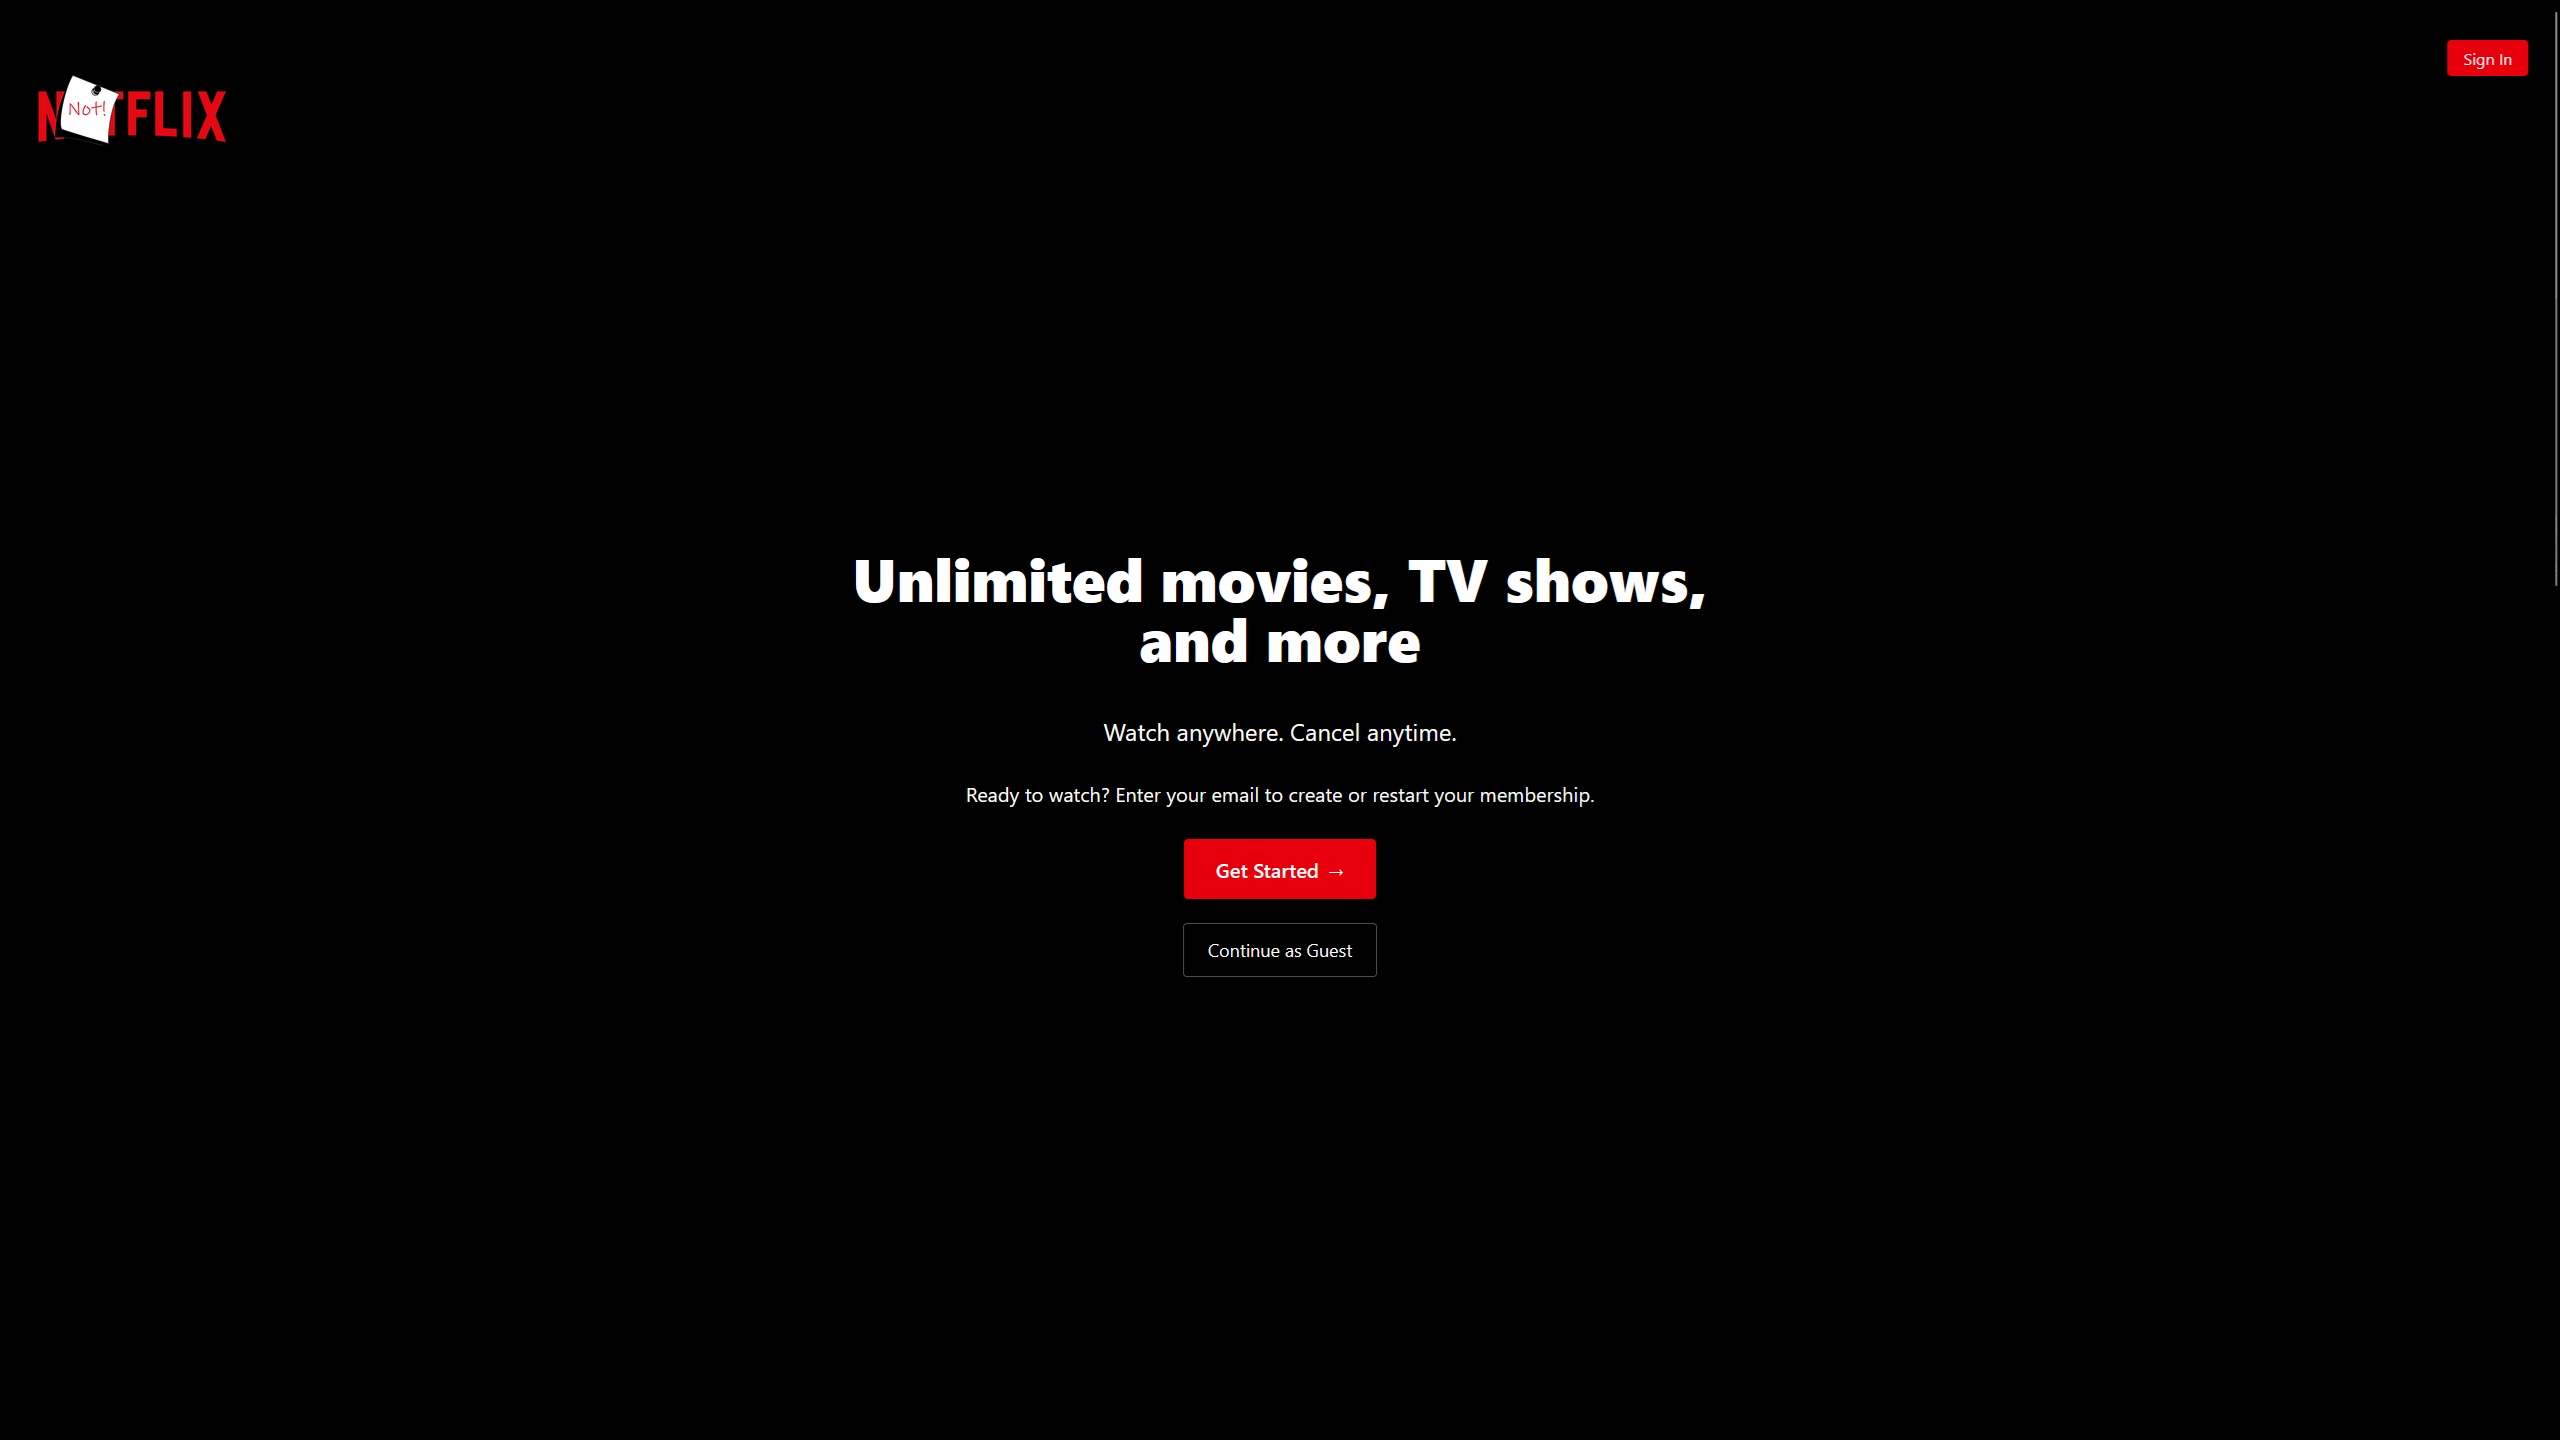 Sign In
NETFLIX
Not!
Unlimited movies, TV shows,
and more
Watch anywhere. Cancel anytime.
Ready to watch? Enter your email to create or restart your membership.
Get Started →
Continue as Guest